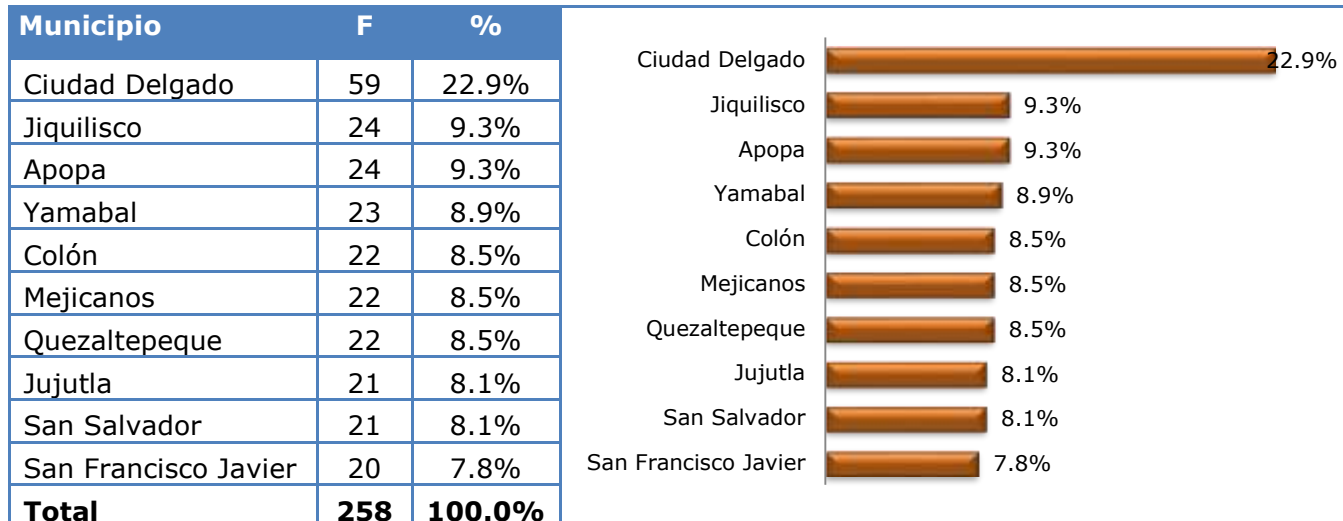 Municipio F %
Ciudad Delgado 59 22.9%
Jiquilisco 24 9.3%
Apopa 24 9.3%
Yamabal 23 8.9%
Colón 22 8.5%
Mejicanos 22 8.5%
Quezaltepeque 22 8.5%
Jujutla 21 8.1%
San Salvador 21 8.1%
San Francisco Javier 20 7.8%
Total 258 100.0%
Ciudad Delgado 22.9%
Jiquilisco 9.3%
Apopa 9.3%
Yamabal 8.9%
Colón 8.5%
Mejicanos 8.5%
Quezaltepeque 8.5%
Jujutla 8.1%
San Salvador 8.1%
San Francisco Javier 7.8%